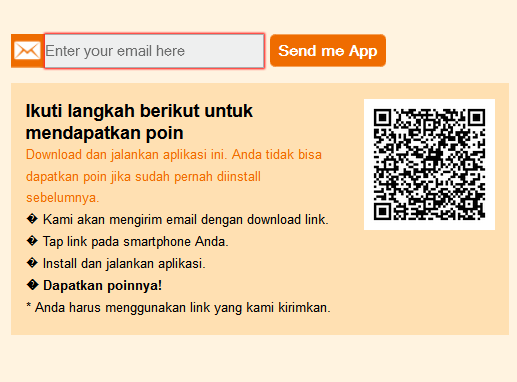 Enter your email here
Send me App
Ikuti langkah berikut untuk
mendapatkan poin
Download dan jalankan aplikasi ini. Anda tidak bisa
dapatkan poin jika sudah pernah diinstall
sebelumnya.
� Kami akan mengirim email dengan download link.
� Tap link pada smartphone Anda.
� Install dan jalankan aplikasi.
� Dapatkan poinnya!
* Anda harus menggunakan link yang kami kirimkan.